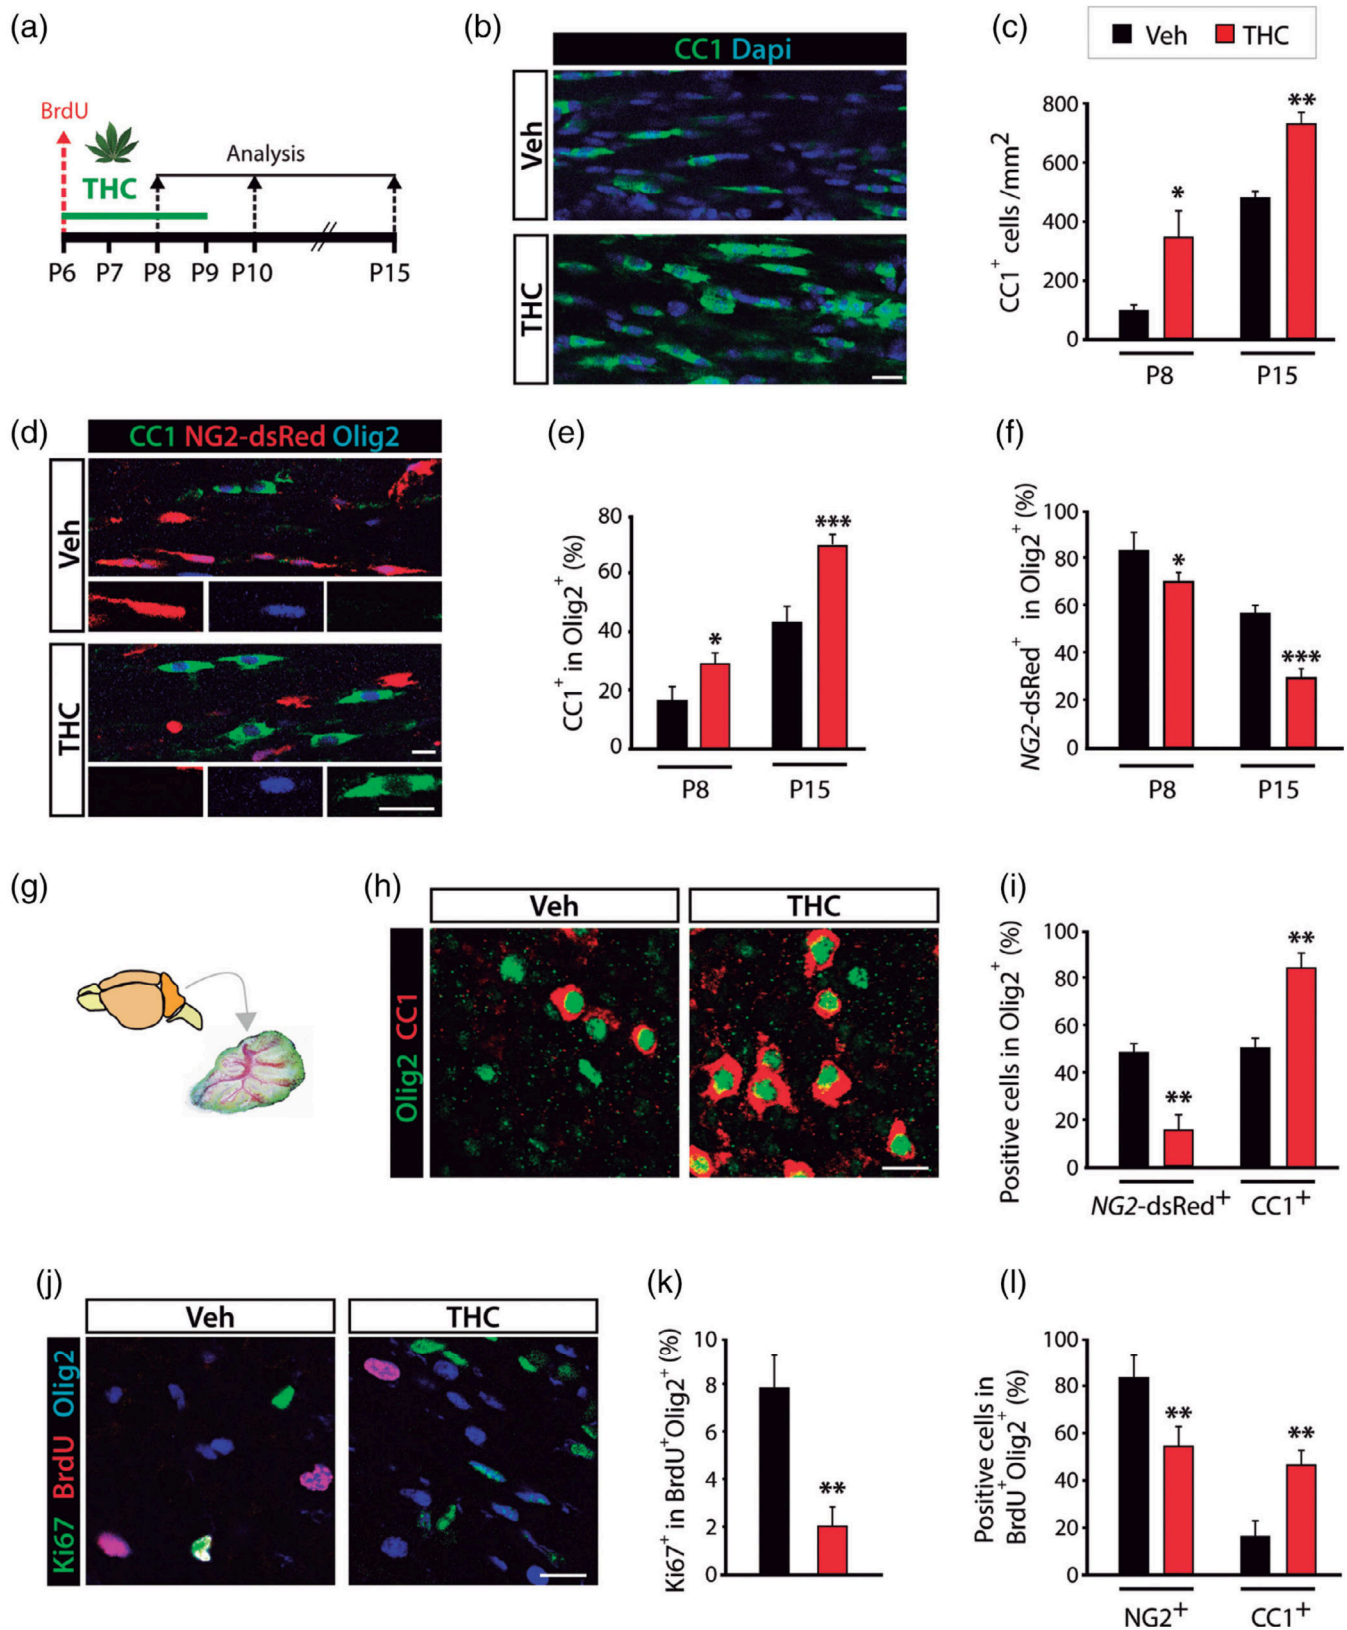 (a)
BrdU
THC
Analysis
P6 P7 P8 P9 P10 P15
(b)
CC1 Dapi
Veh
THC
(c)
Veh THC
CC1+ cells /mm2
800
600
400
200
0
* **
P8 P15
(d)
CC1 NG2-dsRed Olig2
Veh
THC
(e)
CC1+ in Olig2+ (%)
80
60
40
20
0
* ***
P8 P15
(f)
NG2-dsRed+ in Olig2+ (%)
100
80
60
40
20
0
* ***
P8 P15
(g)
(h)
Veh THC
Olig2 CC1
(i)
Positive cells in Olig2+ (%)
100
80
60
40
20
0
** **
NG2-dsRed+ CC1+
(j)
Veh THC
Ki67 BrdU Olig2
(k)
Ki67+ in BrdU+Olig2+ (%)
10
8
6
4
2
0
**
(l)
Positive cells in
BrdU+Olig2+ (%)
100
80
60
40
20
0
** **
NG2+ CC1+